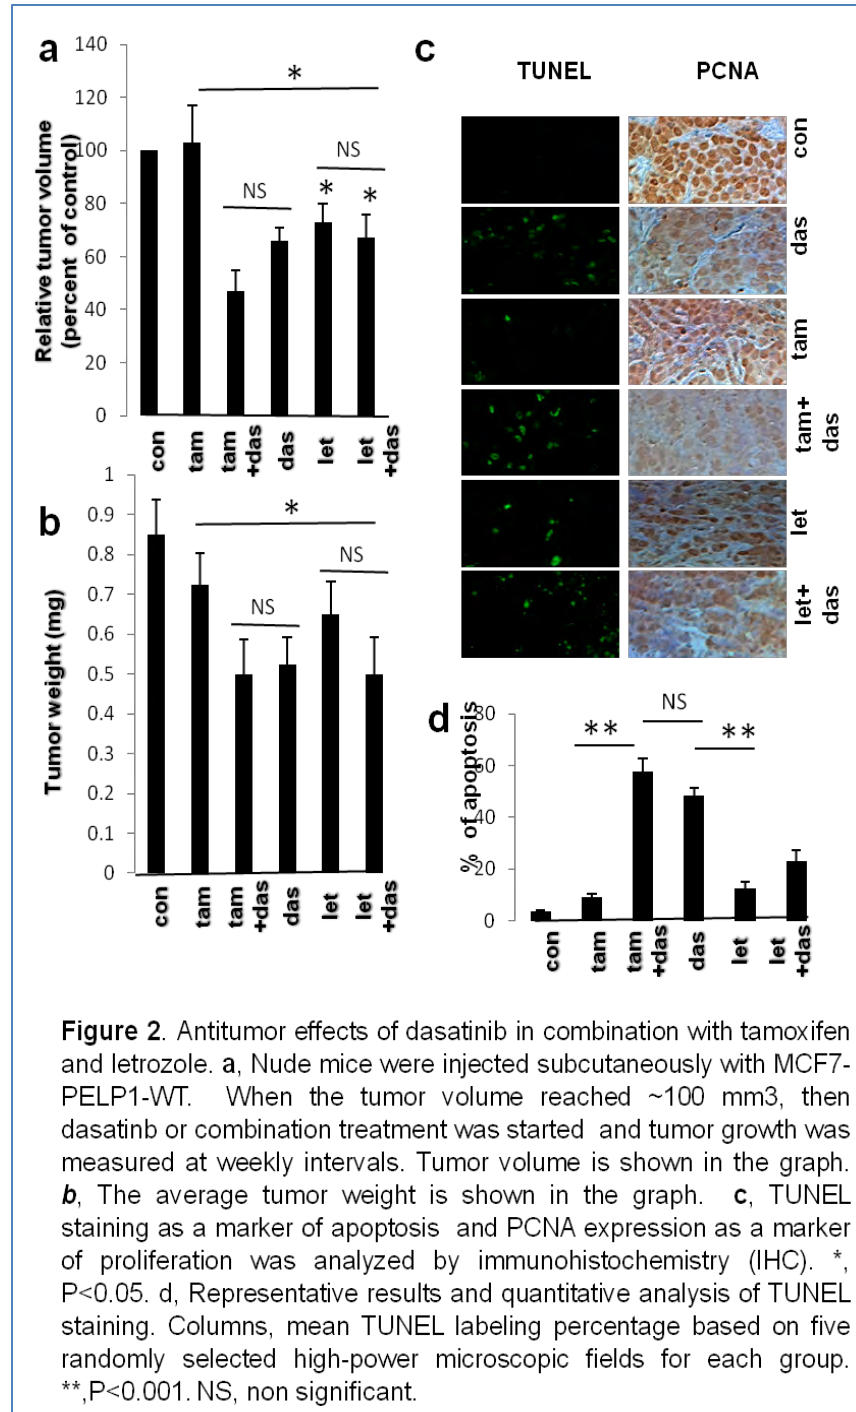 a
140
120
100
80
60
40
20
0
Relative tumor volume
(percent of control)
*
NS
NS
*
*
con
tam
tam
+das
das
let
let
+das
b
1
0.9
0.8
0.7
0.6
0.5
0.4
0.3
0.2
0.1
0
Tumor weight (mg)
*
NS
NS
con
tam
tam
+das
das
let
let
+das
c
TUNEL PCNA
con
das
tam
tam+
das
let
let+
das
d
80
60
40
20
0
% of apoptosis
**
NS
**
con
tam
tam
+das
das
let
let
+das
Figure 2. Antitumor effects of dasatinib in combination with tamoxifen
and letrozole. a, Nude mice were injected subcutaneously with MCF7-
PELP1-WT. When the tumor volume reached ~100 mm3, then
dasatinb or combination treatment was started and tumor growth was
measured at weekly intervals. Tumor volume is shown in the graph.
b, The average tumor weight is shown in the graph. c, TUNEL
staining as a marker of apoptosis and PCNA expression as a marker
of proliferation was analyzed by immunohistochemistry (IHC). *,
P<0.05. d, Representative results and quantitative analysis of TUNEL
staining. Columns, mean TUNEL labeling percentage based on five
randomly selected high-power microscopic fields for each group.
**,P<0.001. NS, non significant.